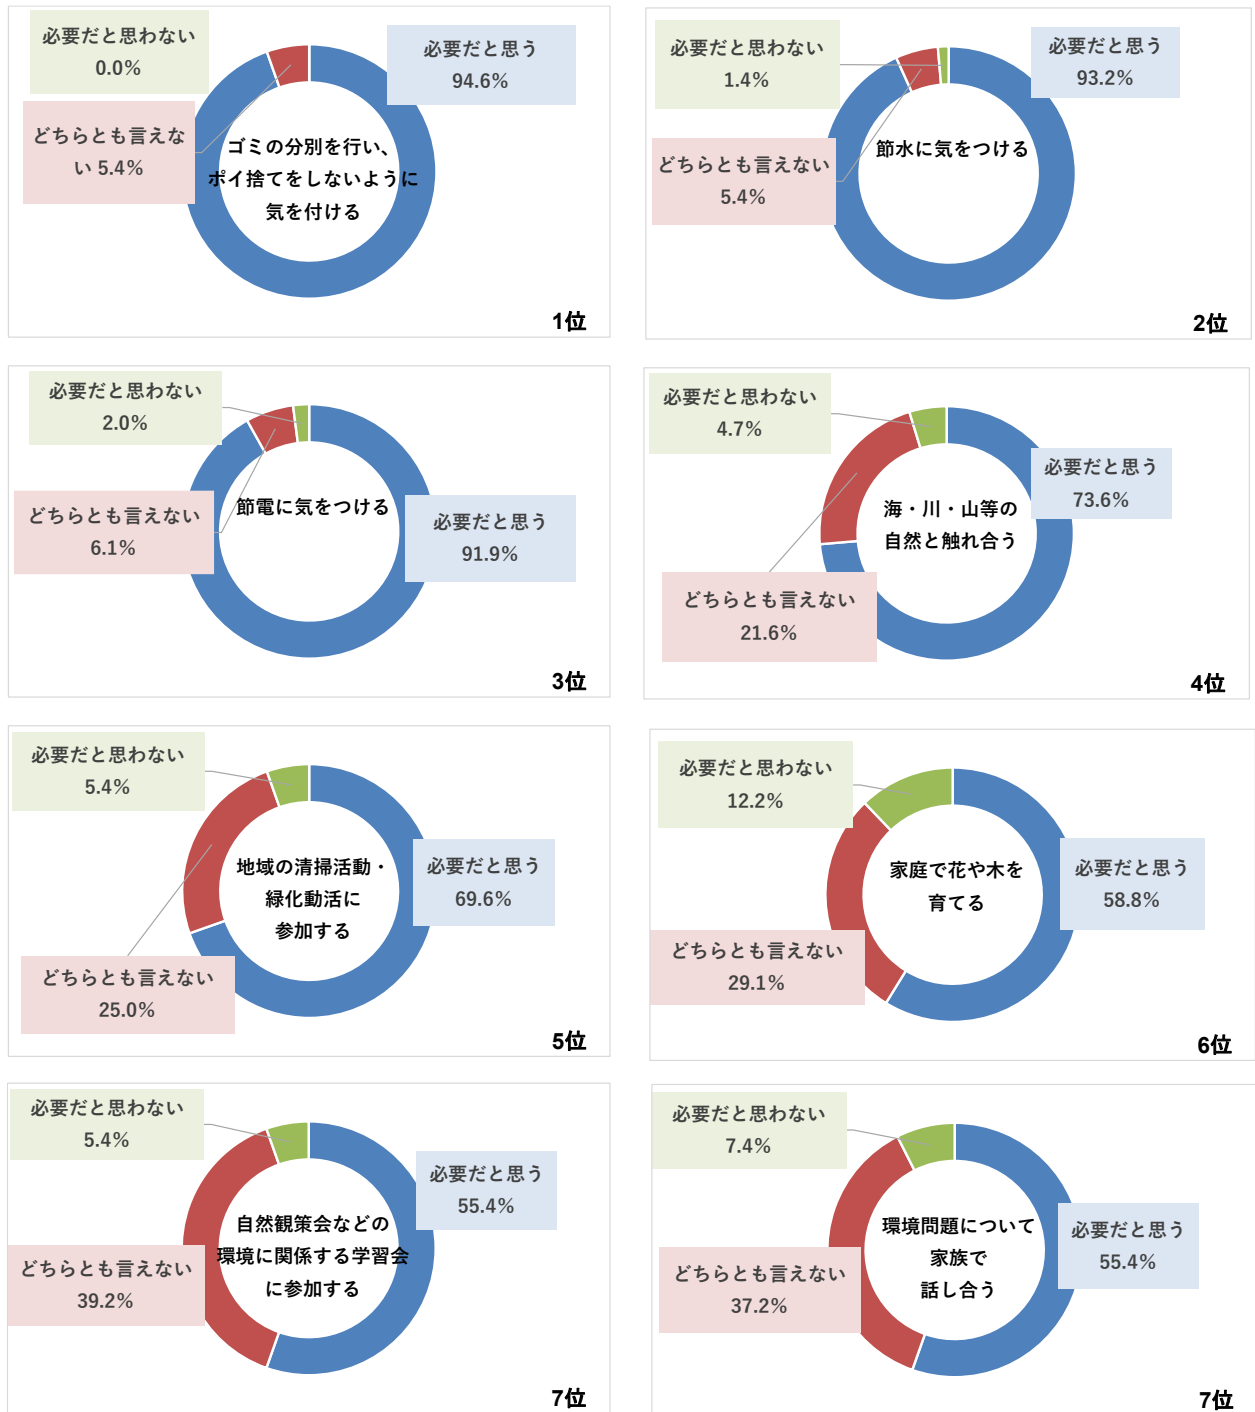 必要だと思わない
0.0%
必要だと思う
94.6%
どちらとも言えな
い 5.4%
ゴミの分別を行い、
ポイ捨てをしないように
気を付ける
1位
必要だと思わない
1.4%
必要だと思う
93.2%
どちらとも言えない
5.4%
節水に気をつける
2位
必要だと思わない
2.0%
どちらとも言えない
6.1%
節電に気をつける
必要だと思う
91.9%
3位
必要だと思わない
4.7%
必要だと思う
73.6%
海・川・山等の
自然と触れ合う
どちらとも言えない
21.6%
4位
必要だと思わない
5.4%
必要だと思う
69.6%
地域の清掃活動・
緑化動活に
参加する
どちらとも言えない
25.0%
5位
必要だと思わない
12.2%
必要だと思う
58.8%
家庭で花や木を
育てる
どちらとも言えない
29.1%
6位
必要だと思わない
5.4%
必要だと思う
55.4%
自然観策会などの
環境に関係する学習会
に参加する
どちらとも言えない
39.2%
7位
必要だと思わない
7.4%
必要だと思う
55.4%
環境問題について
家族で
話し合う
どちらとも言えない
37.2%
7位